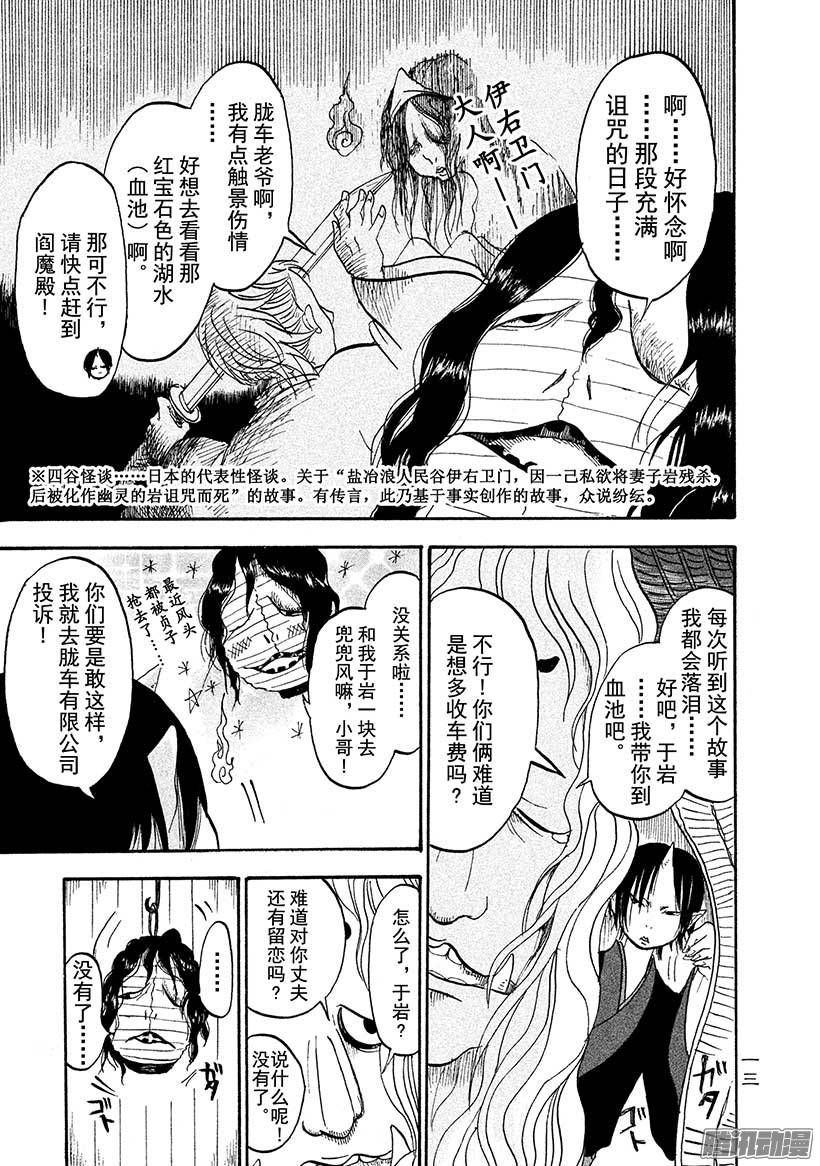 啊……好怀念啊
……那段充满
诅咒的日子……
伊右卫门
大人啊——
胧车老爷啊，
我有点触景伤情
……
好想去看看那
红宝石色的湖水
（血池）啊。
那可不行，
请快点赶到
阎魔殿！
※四谷怪谈……日本的代表性怪谈。关于“盐冶浪人民谷伊右卫门，因一己私欲将妻子岩残杀，
后被化作幽灵的岩诅咒而死”的故事。有传言，此乃基于事实创作的故事，众说纷纭。
每次听到这个故事
我都会落泪……
好吧，于岩
……我带你到
血池吧。
不行！你们俩难道
是想多收车费吗？
没关系啦……
和我于岩一块去
兜兜风嘛，小哥！
最近风头
都被贞子
抢去了……
你们要是敢这样，
我就去胧车有限公司
投诉！
ガタ
ゴト
怎么了，于岩？
难道对你丈夫
还有留恋吗？
说什么呢！
没有了。
……
没有了……
ガタ
ゴト
一三
腾讯动漫